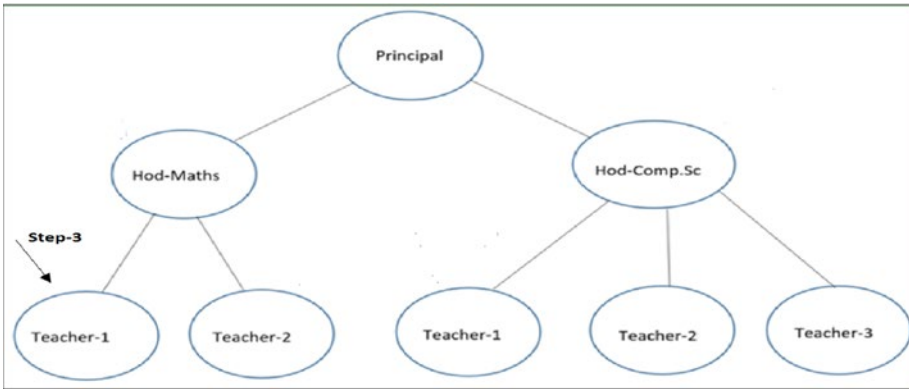 Principal
Hod-Maths
Hod-Comp.Sc
Step-3
Teacher-1
Teacher-2
Teacher-1
Teacher-2
Teacher-3